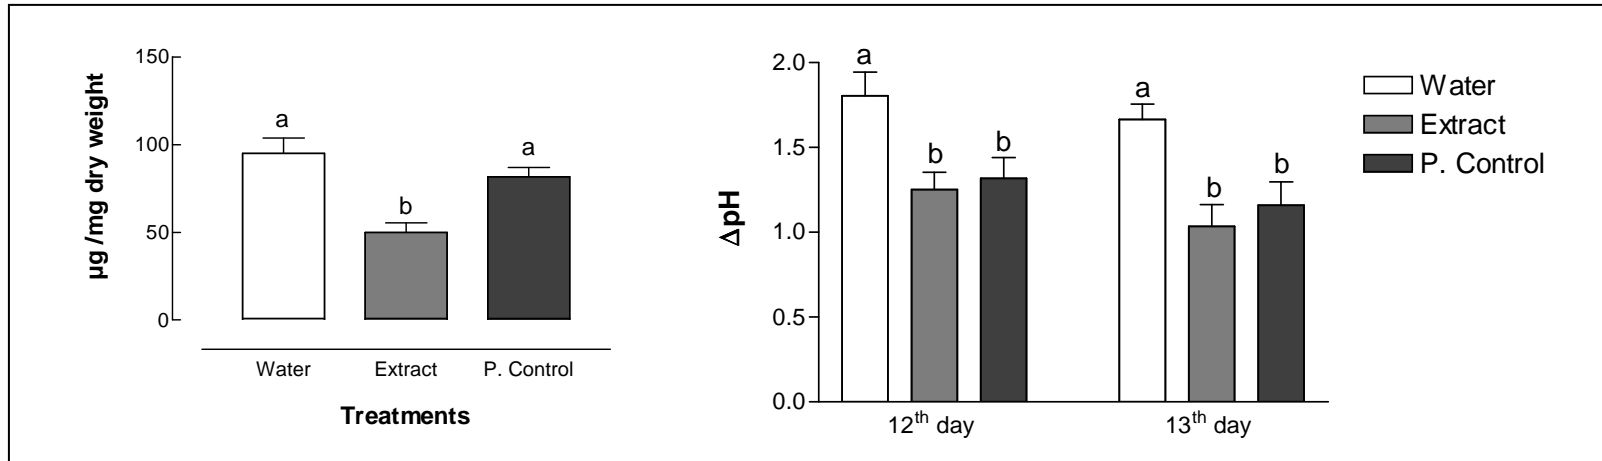 µg /mg dry weight
150
100
50
0
a
b
a
Water Extract P. Control
Treatments
ΔpH
2.0
1.5
1.0
0.5
0.0
a
b
b
a
b
b
12th day 13th day
Water
Extract
P. Control